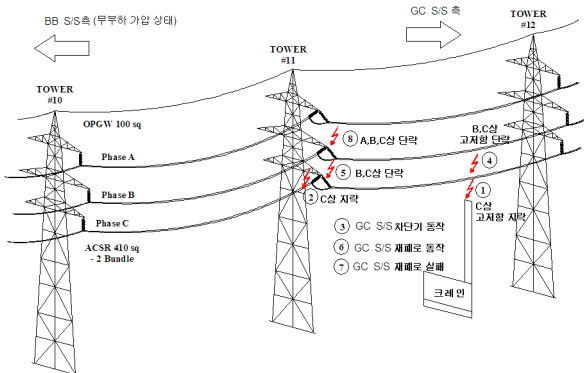 BB S/S측 (무부하 가압 상태)
GC S/S 측
TOWER
#12
TOWER
#11
TOWER
#10
OPGW 100 sq
⑧ A,B,C상 단락
B,C상
고저항 단락
④
Phase A
⑤ B,C상 단락
①
Phase B
② C상 지락
C상
고저항 지락
Phase C
③ GC S/S 차단기 동작
ACSR 410 sq
- 2 Bundle
⑥ GC S/S 재폐로 동작
⑦ GC S/S 재폐로 실패
크레인